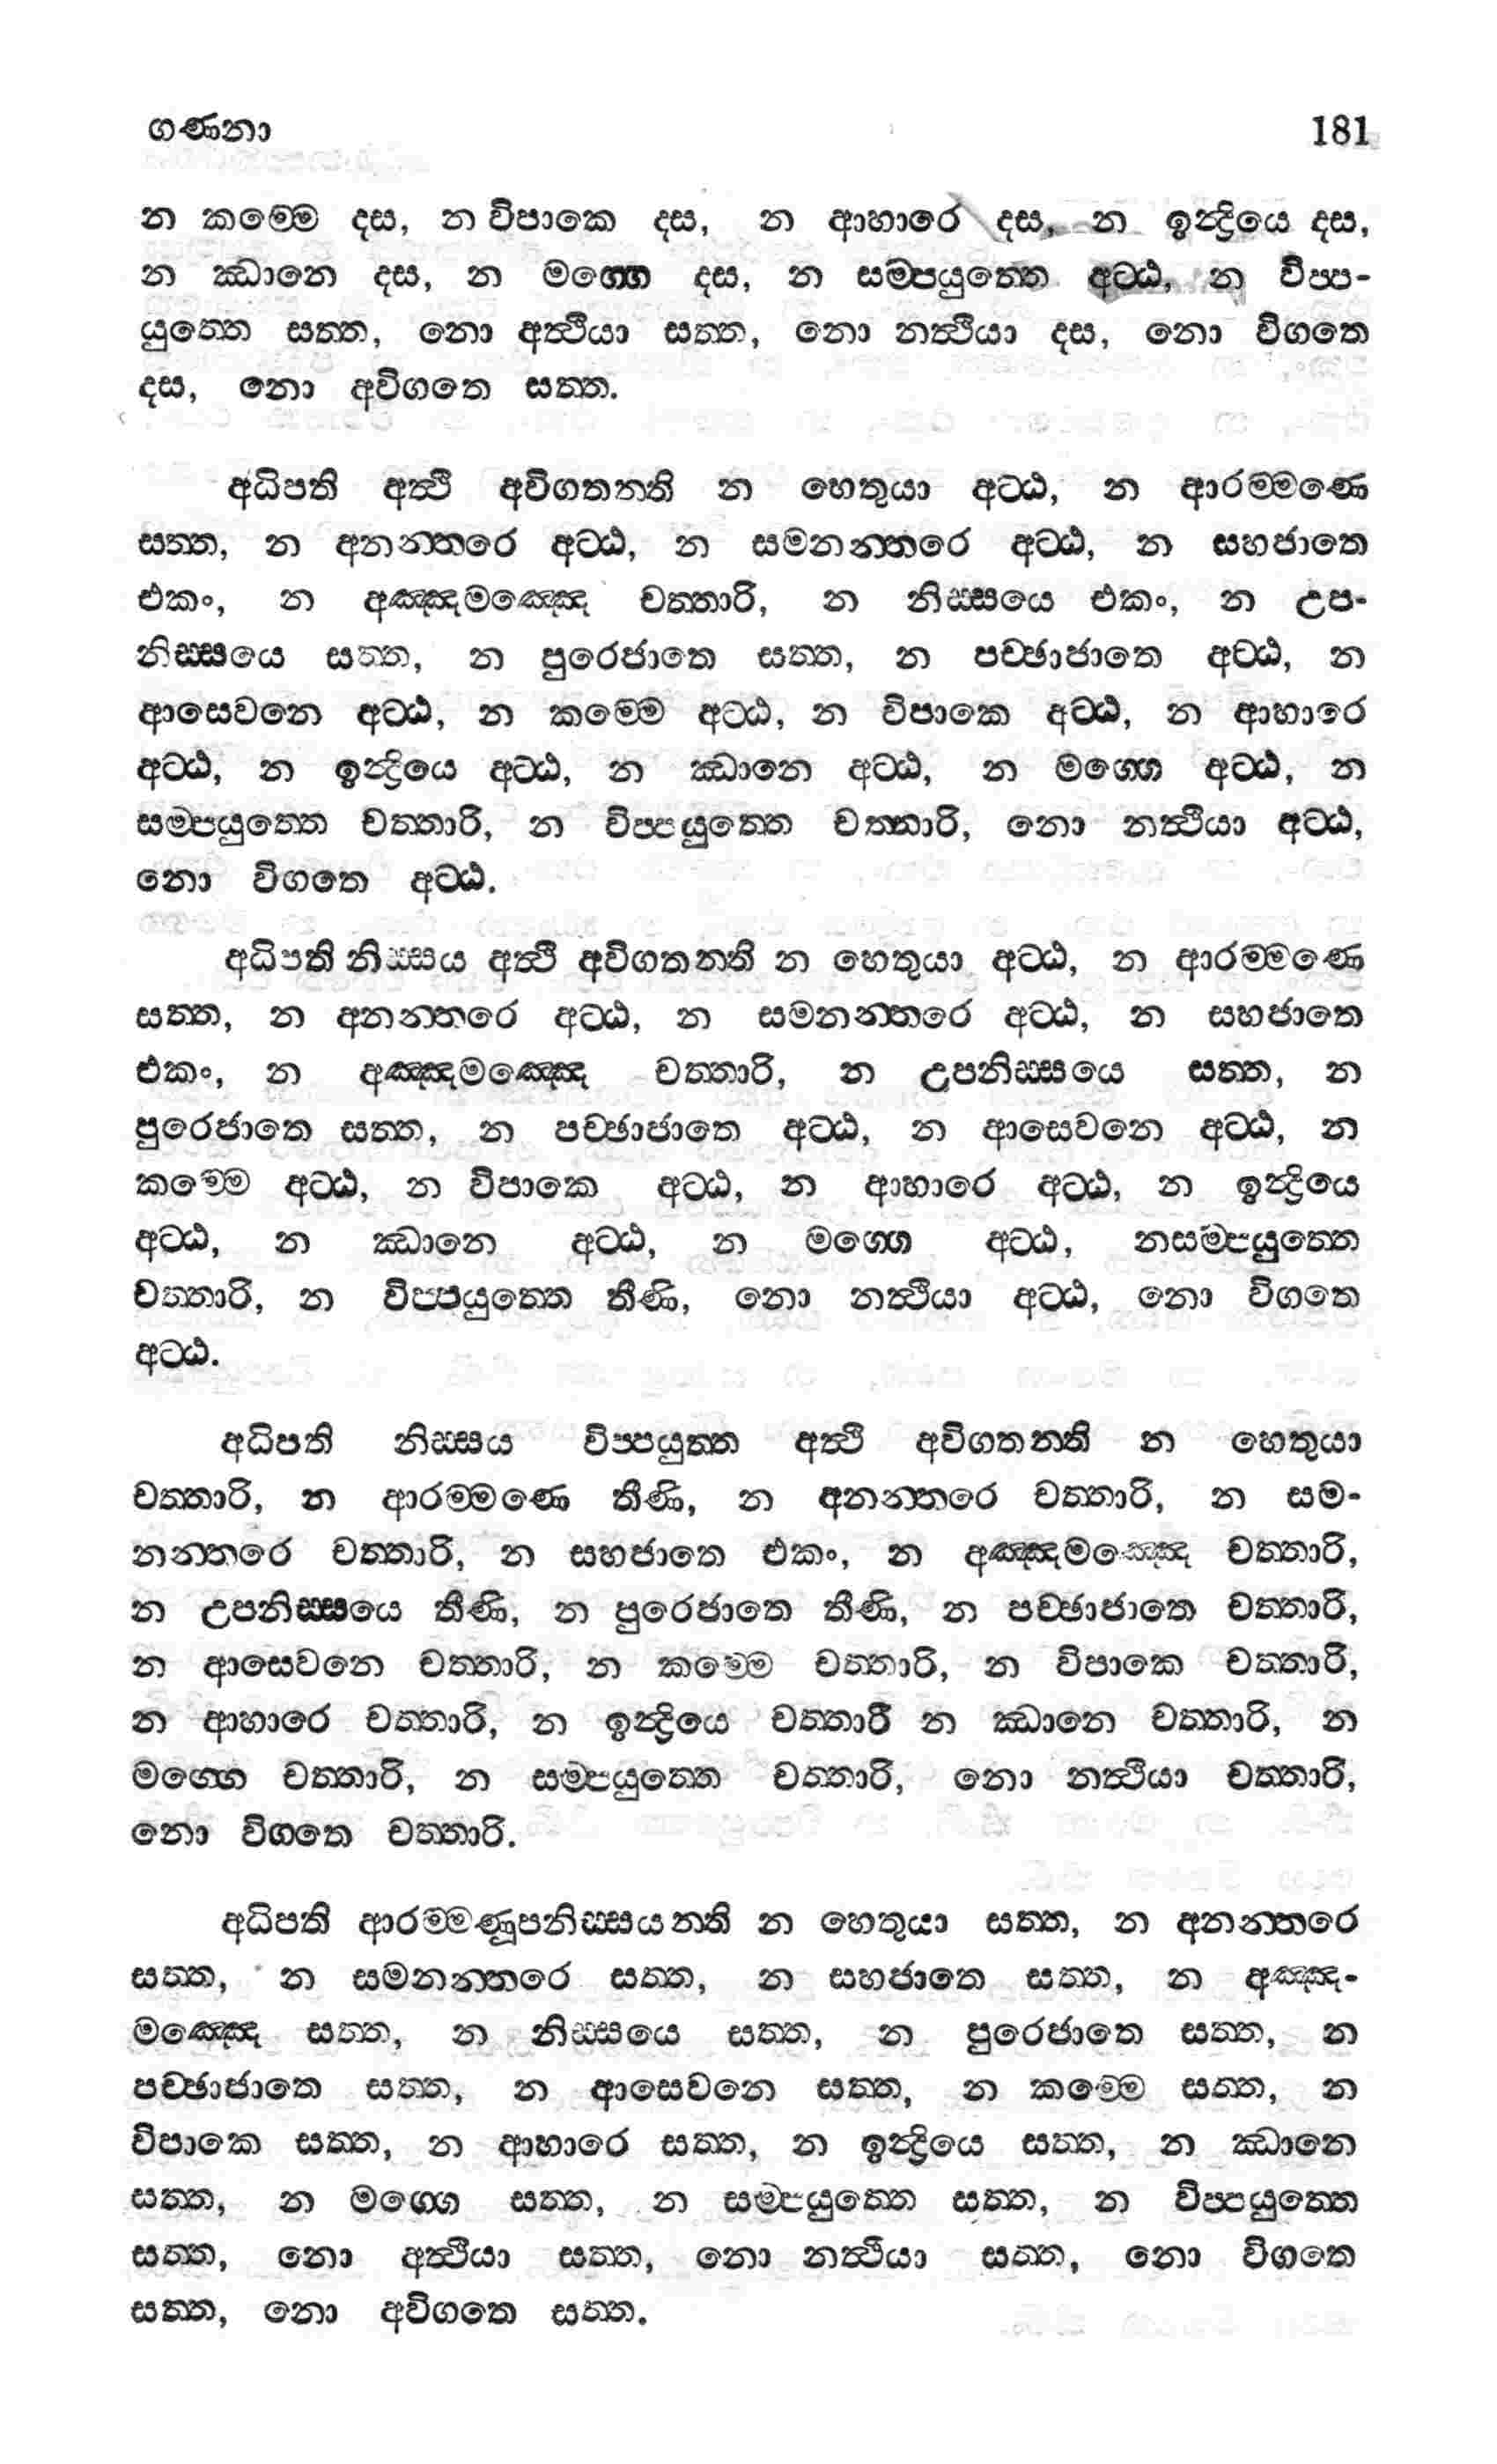 ගණනා 181
න කම්මෙ දස, න විපාකෙ දස, න ආහාරෙ දස, න ඉන්ද්‍රියෙ දස,
න ඣානෙ දස, න මග්ගෙ දස, න සම්පයුත්තෙ අට්ඨ, න විප්ප-
යුත්තෙ සත්ත, නො අත්ථියා සත්ත, නො නත්ථියා දස, නො විගතෙ
දස, නො අවිගතෙ සත්ත.
අධිපති අත්ථි අවිගතන්ති න හෙතුයා අට්ඨ, න ආරම්මණෙ
සත්ත, න අනන්තරෙ අට්ඨ, න සමනන්තරෙ අට්ඨ, න සහජාතෙ
එකං, න අඤ්ඤමඤ්ඤෙ චත්තාරි, න නිස්සයෙ එකං, න උප-
නිස්සයෙ සත්ත, න පුරෙජාතෙ සත්ත, න පච්ඡාජාතෙ අට්ඨ, න
ආසෙවනෙ අට්ඨ, න කම්මෙ අට්ඨ, න විපාකෙ අට්ඨ, න ආහාරෙ
අට්ඨ, න ඉන්ද්‍රියෙ අට්ඨ, න ඣානෙ අට්ඨ, න මග්ගෙ අට්ඨ, න
සම්පයුත්තෙ චත්තාරි, න විප්පයුත්තෙ චත්තාරි, නො නත්ථියා අට්ඨ,
නො විගතෙ අට්ඨ.
අධිපති නිස්සය අත්ථි අවිගතන්ති න හෙතුයා අට්ඨ, න ආරම්මණෙ
සත්ත, න අනන්තරෙ අට්ඨ, න සමනන්තරෙ අට්ඨ, න සහජාතෙ
එකං, න අඤ්ඤමඤ්ඤෙ චත්තාරි, න උපනිස්සයෙ සත්ත, න
පුරෙජාතෙ සත්ත, න පච්ඡාජාතෙ අට්ඨ, න ආසෙවනෙ අට්ඨ, න
කම්මෙ අට්ඨ, න විපාකෙ අට්ඨ, න ආහාරෙ අට්ඨ, න ඉන්ද්‍රියෙ
අට්ඨ, න ඣානෙ අට්ඨ, න මග්ගෙ අට්ඨ, නසම්පයුත්තෙ
චත්තාරි, න විප්පයුත්තෙ තීණි, නො නත්ථියා අට්ඨ, නො විගතෙ
අට්ඨ.
අධිපති නිස්සය විප්පයුත්ත අත්ථි අවිගතන්ති න හෙතුයා
චත්තාරි, න ආරම්මණෙ තීණි, න අනන්තරෙ චත්තාරි, න සම-
නන්තරෙ චත්තාරි, න සහජාතෙ එකං, න අඤ්ඤමඤ්ඤෙ චත්තාරි,
න උපනිස්සයෙ තීණි, න පුරෙජාතෙ තීණි, න පච්ඡාජාතෙ චත්තාරි,
න ආසෙවනෙ චත්තාරි, න කම්මෙ චත්තාරි, න විපාකෙ චත්තාරි,
න ආහාරෙ චත්තාරි, න ඉන්ද්‍රියෙ චත්තාරි න ඣානෙ චත්තාරි, න
මග්ගෙ චත්තාරි, න සම්පයුත්තෙ චත්තාරි, නො නත්ථියා චත්තාරි,
නො විගතෙ චත්තාරි.
අධිපති ආරම්මණූපනිස්සයන්ති න හෙතුයා සත්ත, න අනන්තරෙ
සත්ත, න සමනන්තරෙ සත්ත, න සහජාතෙ සත්ත, න අඤ්ඤ-
මඤ්ඤෙ සත්ත, න නිස්සයෙ සත්ත, න පුරෙජාතෙ සත්ත, න
පච්ඡාජාතෙ සත්ත, න ආසෙවනෙ සත්ත, න කම්මෙ සත්ත, න
විපාකෙ සත්ත, න ආහාරෙ සත්ත, න ඉන්ද්‍රියෙ සත්ත, න ඣානෙ
සත්ත, න මග්ගෙ සත්ත, න සම්පයුත්තෙ සත්ත, න විප්පයුත්තෙ
සත්ත, නො අත්ථියා සත්ත, නො නත්ථියා සත්ත, නො විගතෙ
සත්ත, නො අවිගතෙ සත්ත.